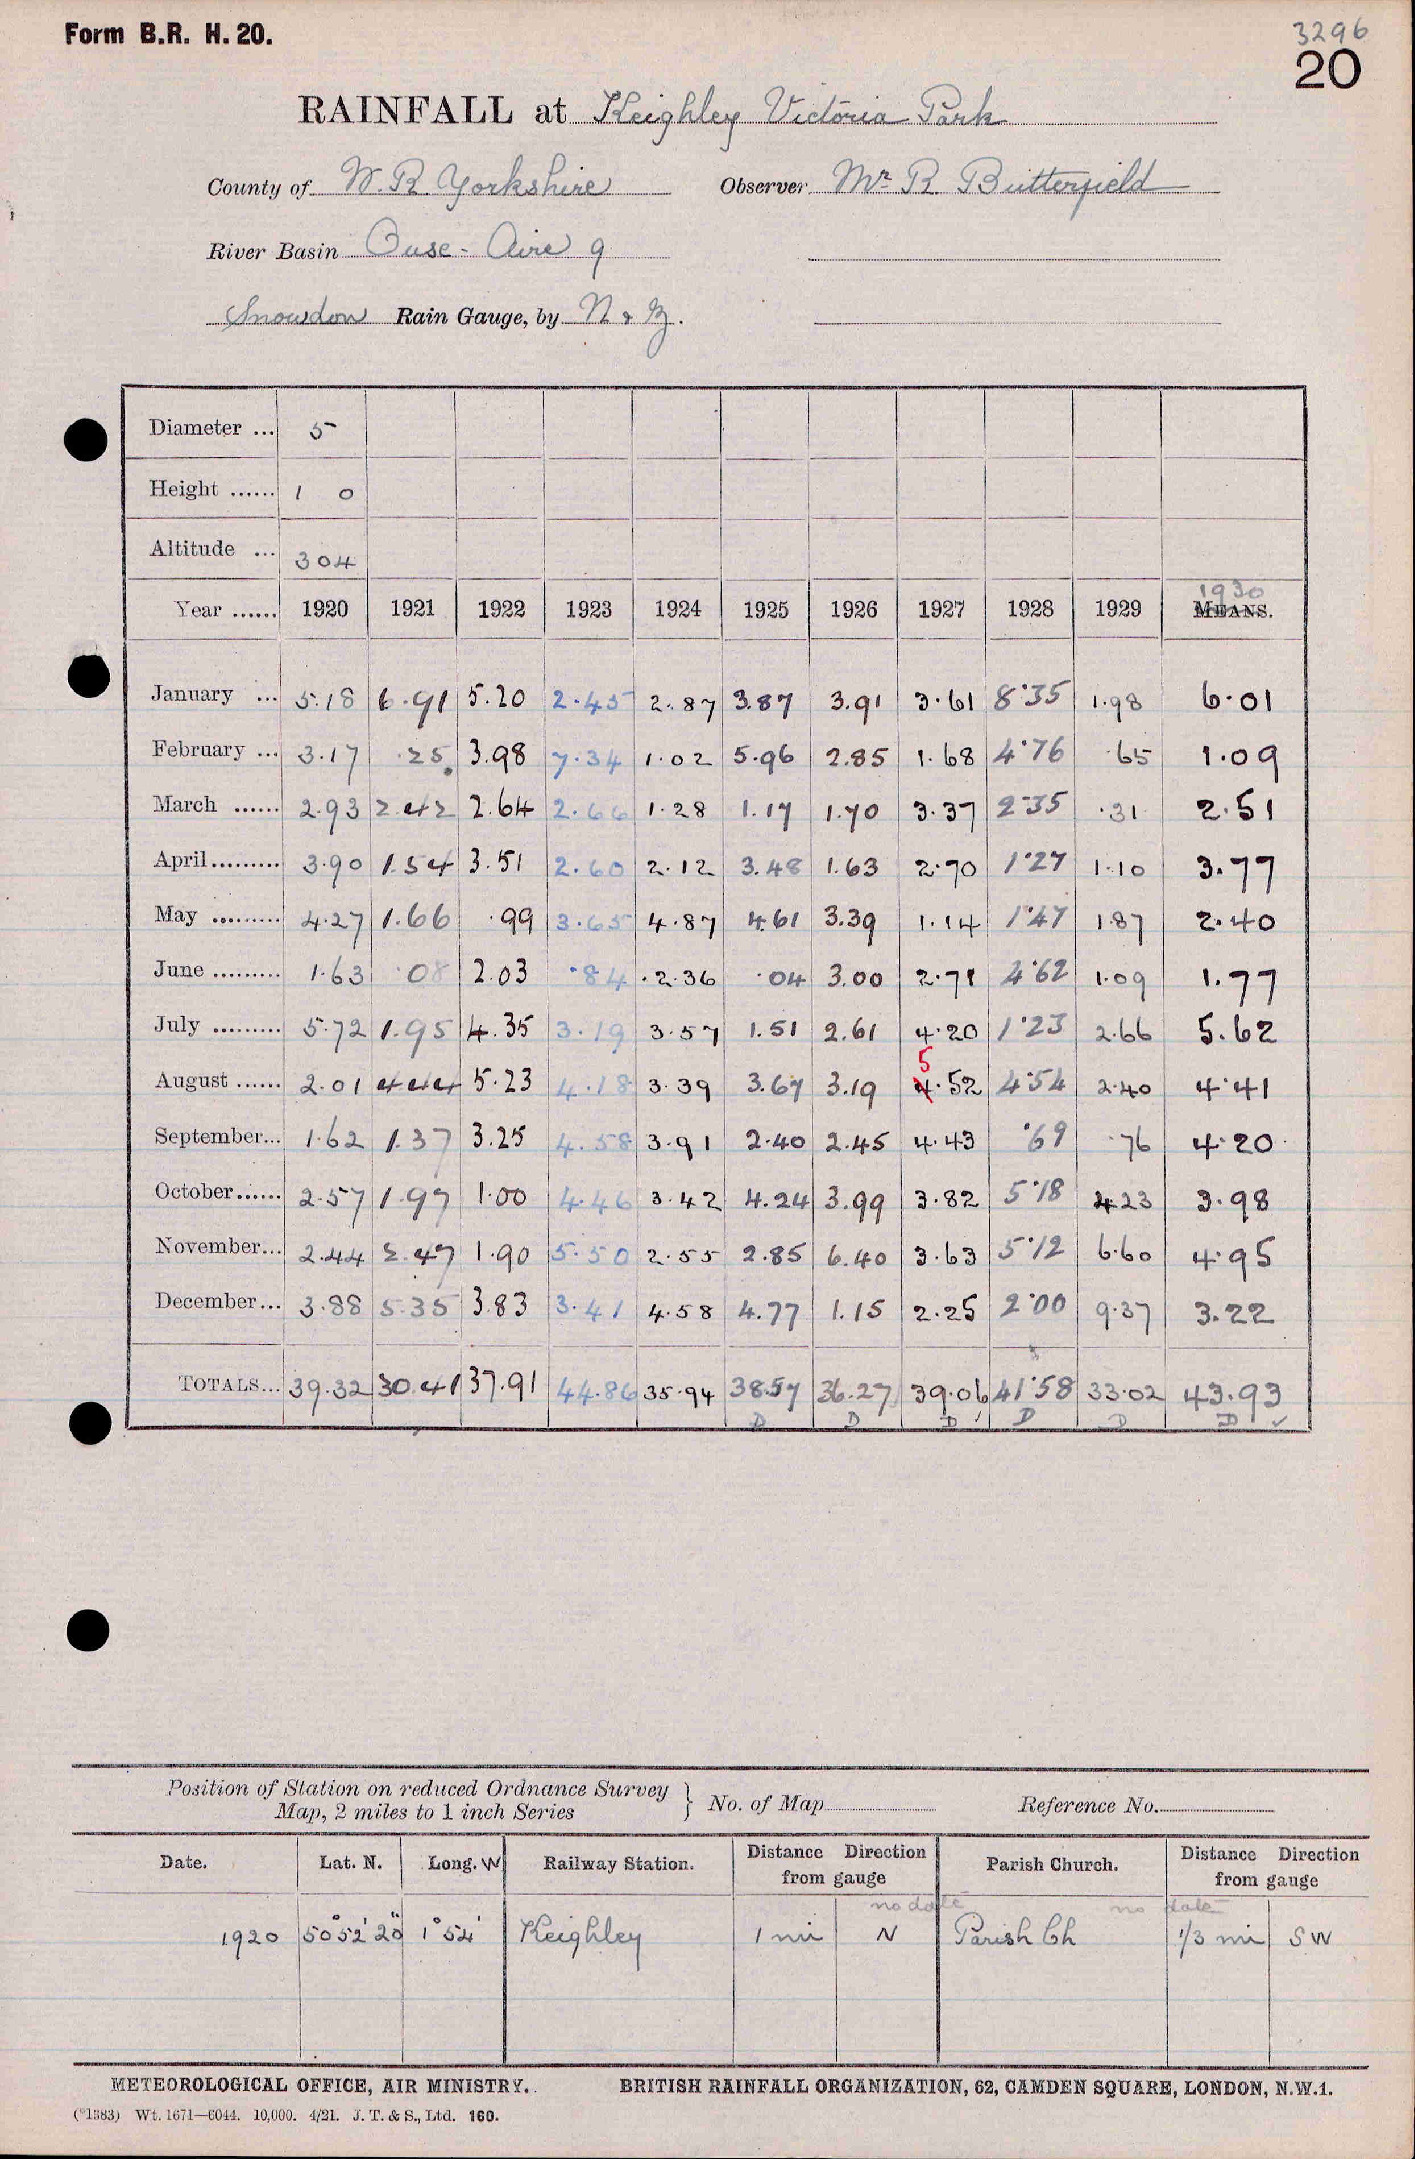 Form B.R. H. 20.
3296
20
RAINFALL at Keighley Victoria Park
County of W. R. Yorkshire Observer Mr R Butterfield
River Basin Ouse - Aire 9
Snowdon Rain Gauge, by N & Z.
Diameter ... 5
Height ...... 1 0
Altitude ... 304
1930
Year ...... 1920 1921 1922 1923 1924 1925 1926 1927 1928 1929 MEANS.
January ... 5.18 6.91 5.20 2.45 2.87 3.87 3.91 3.61 8.35 1.98 6.01
February ... 3.17 .25 3.98 7.34 1.02 5.96 2.85 1.68 4.76 .65 1.09
March ...... 2.93 2.42 2.64 2.66 1.28 1.17 1.70 3.37 2.35 .31 2.51
April......... 3.90 1.54 3.51 2.60 2.12 3.48 1.63 2.70 1.27 1.10 3.77
May ......... 4.27 1.66 .99 3.65 4.87 4.61 3.39 1.14 1.47 1.87 2.40
June ......... 1.63 .08 2.03 .84 2.36 .04 3.00 2.71 4.62 1.09 1.77
July ......... 5.72 1.95 4.35 3.19 3.57 1.51 2.61 4.20 1.23 2.66 5.62
5
August ...... 2.01 4.44 5.23 4.18 3.39 3.67 3.19 4.52 4.54 2.40 4.41
September... 1.62 1.37 3.25 4.58 3.91 2.40 2.45 4.43 .69 .76 4.20
October...... 2.57 1.97 1.00 4.46 3.42 4.24 3.99 3.82 5.18 4.23 3.98
November... 2.44 2.47 1.90 5.50 2.55 2.85 6.40 3.63 5.12 6.60 4.95
December... 3.88 5.35 3.83 3.41 4.58 4.77 1.15 2.25 2.00 9.37 3.22
TOTALS... 39.32 30.41 37.91 44.86 35.94 38.57 36.27 39.06 41.58 33.02 43.93
D D D ✓ D D D ✓
Position of Station on reduced Ordnance Survey
Map, 2 miles to 1 inch Series } No. of Map Reference No.
Date. Lat. N. Long. W Railway Station. Distance Direction from gauge Parish Church. Distance Direction from gauge
no date no date
1920 50°52'20" 1°54' Keighley 1 mi N Parish Ch 1/3 mi SW
METEOROLOGICAL OFFICE, AIR MINISTRY. BRITISH RAINFALL ORGANIZATION, 62, CAMDEN SQUARE, LONDON, N.W.1.
(*1383) Wt. 1671—6044. 10,000. 4/21. J. T. & S., Ltd. 160.